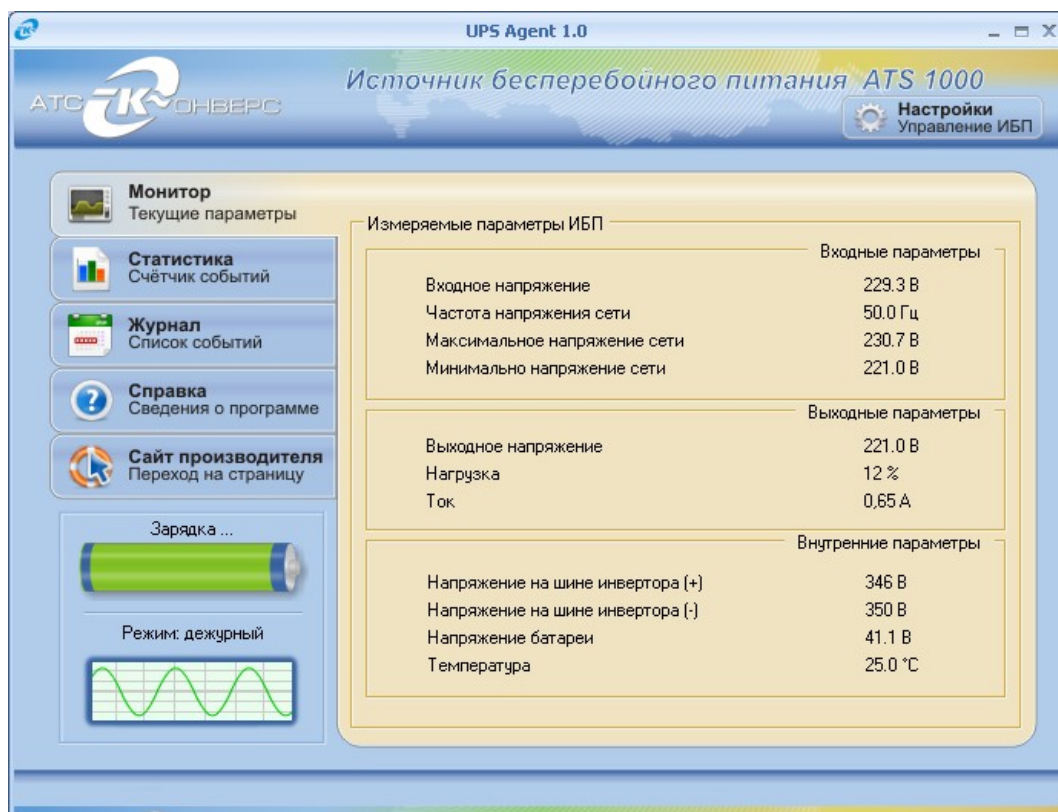 UPS Agent 1.0
Источник бесперебойного питания ATS 1000
АТС КОНВЕРС
Настройки
Управление ИБП
Монитор
Текущие параметры
Статистика
Счётчик событий
Журнал
Список событий
Справка
Сведения о программе
Сайт производителя
Переход на страницу
Зарядка ...
Режим: дежурный
Измеряемые параметры ИБП
Входные параметры
Входное напряжение 229.3 В
Частота напряжения сети 50.0 Гц
Максимальное напряжение сети 230.7 В
Минимально напряжение сети 221.0 В
Выходные параметры
Выходное напряжение 221.0 В
Нагрузка 12 %
Ток 0,65 А
Внутренние параметры
Напряжение на шине инвертора (+) 346 В
Напряжение на шине инвертора (-) 350 В
Напряжение батареи 41.1 В
Температура 25.0 °C